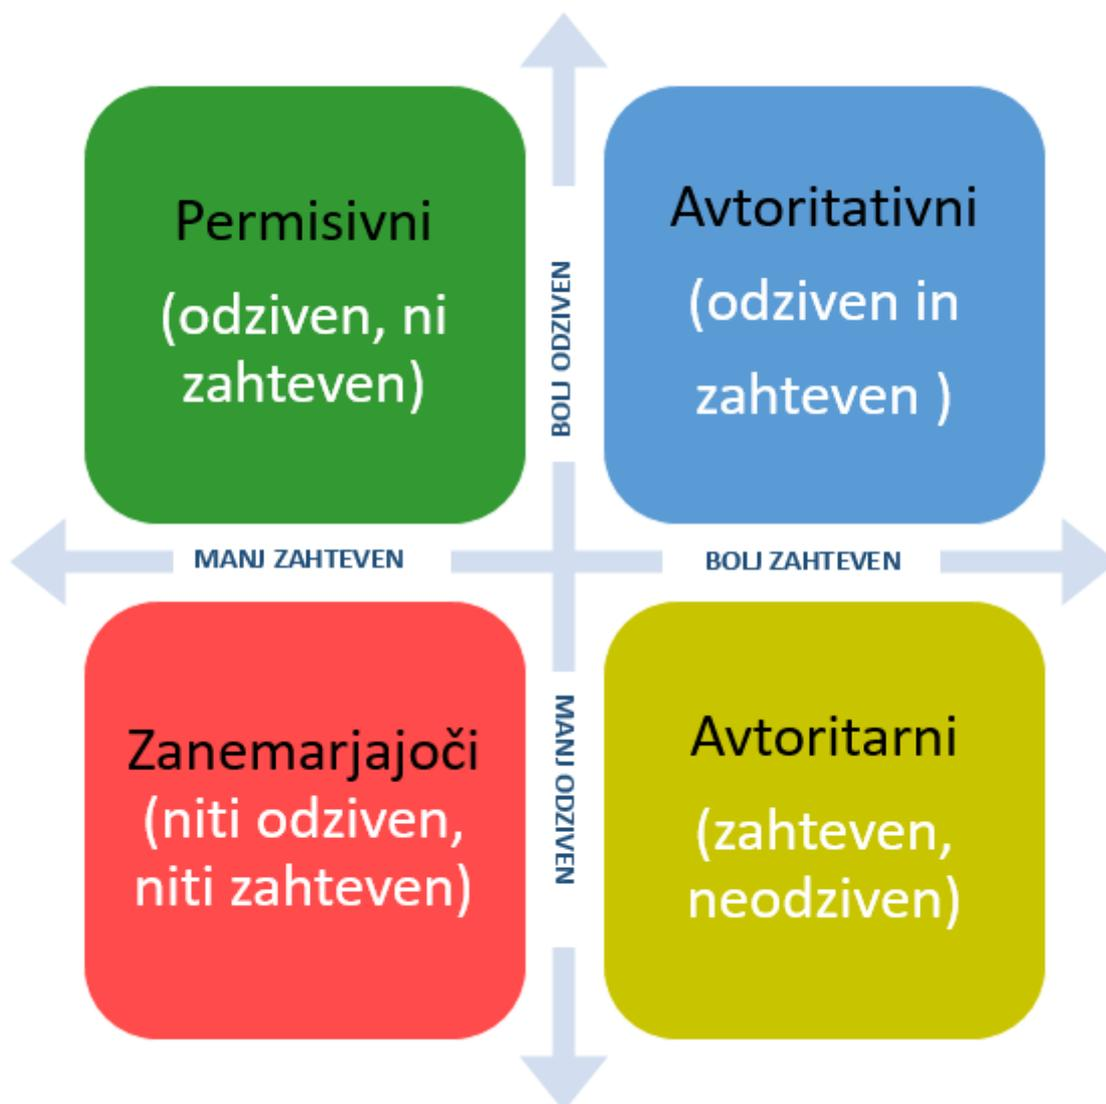 Permisivni
(odziven, ni
zahteven)
Avtoritativni
(odziven in
zahteven )
BOLJ ODZIVEN
MANJ ZAHTEVEN
BOLJ ZAHTEVEN
Zanemarjajoči
(niti odziven,
niti zahteven)
MANJ ODZIVEN
Avtoritarni
(zahteven,
neodziven)